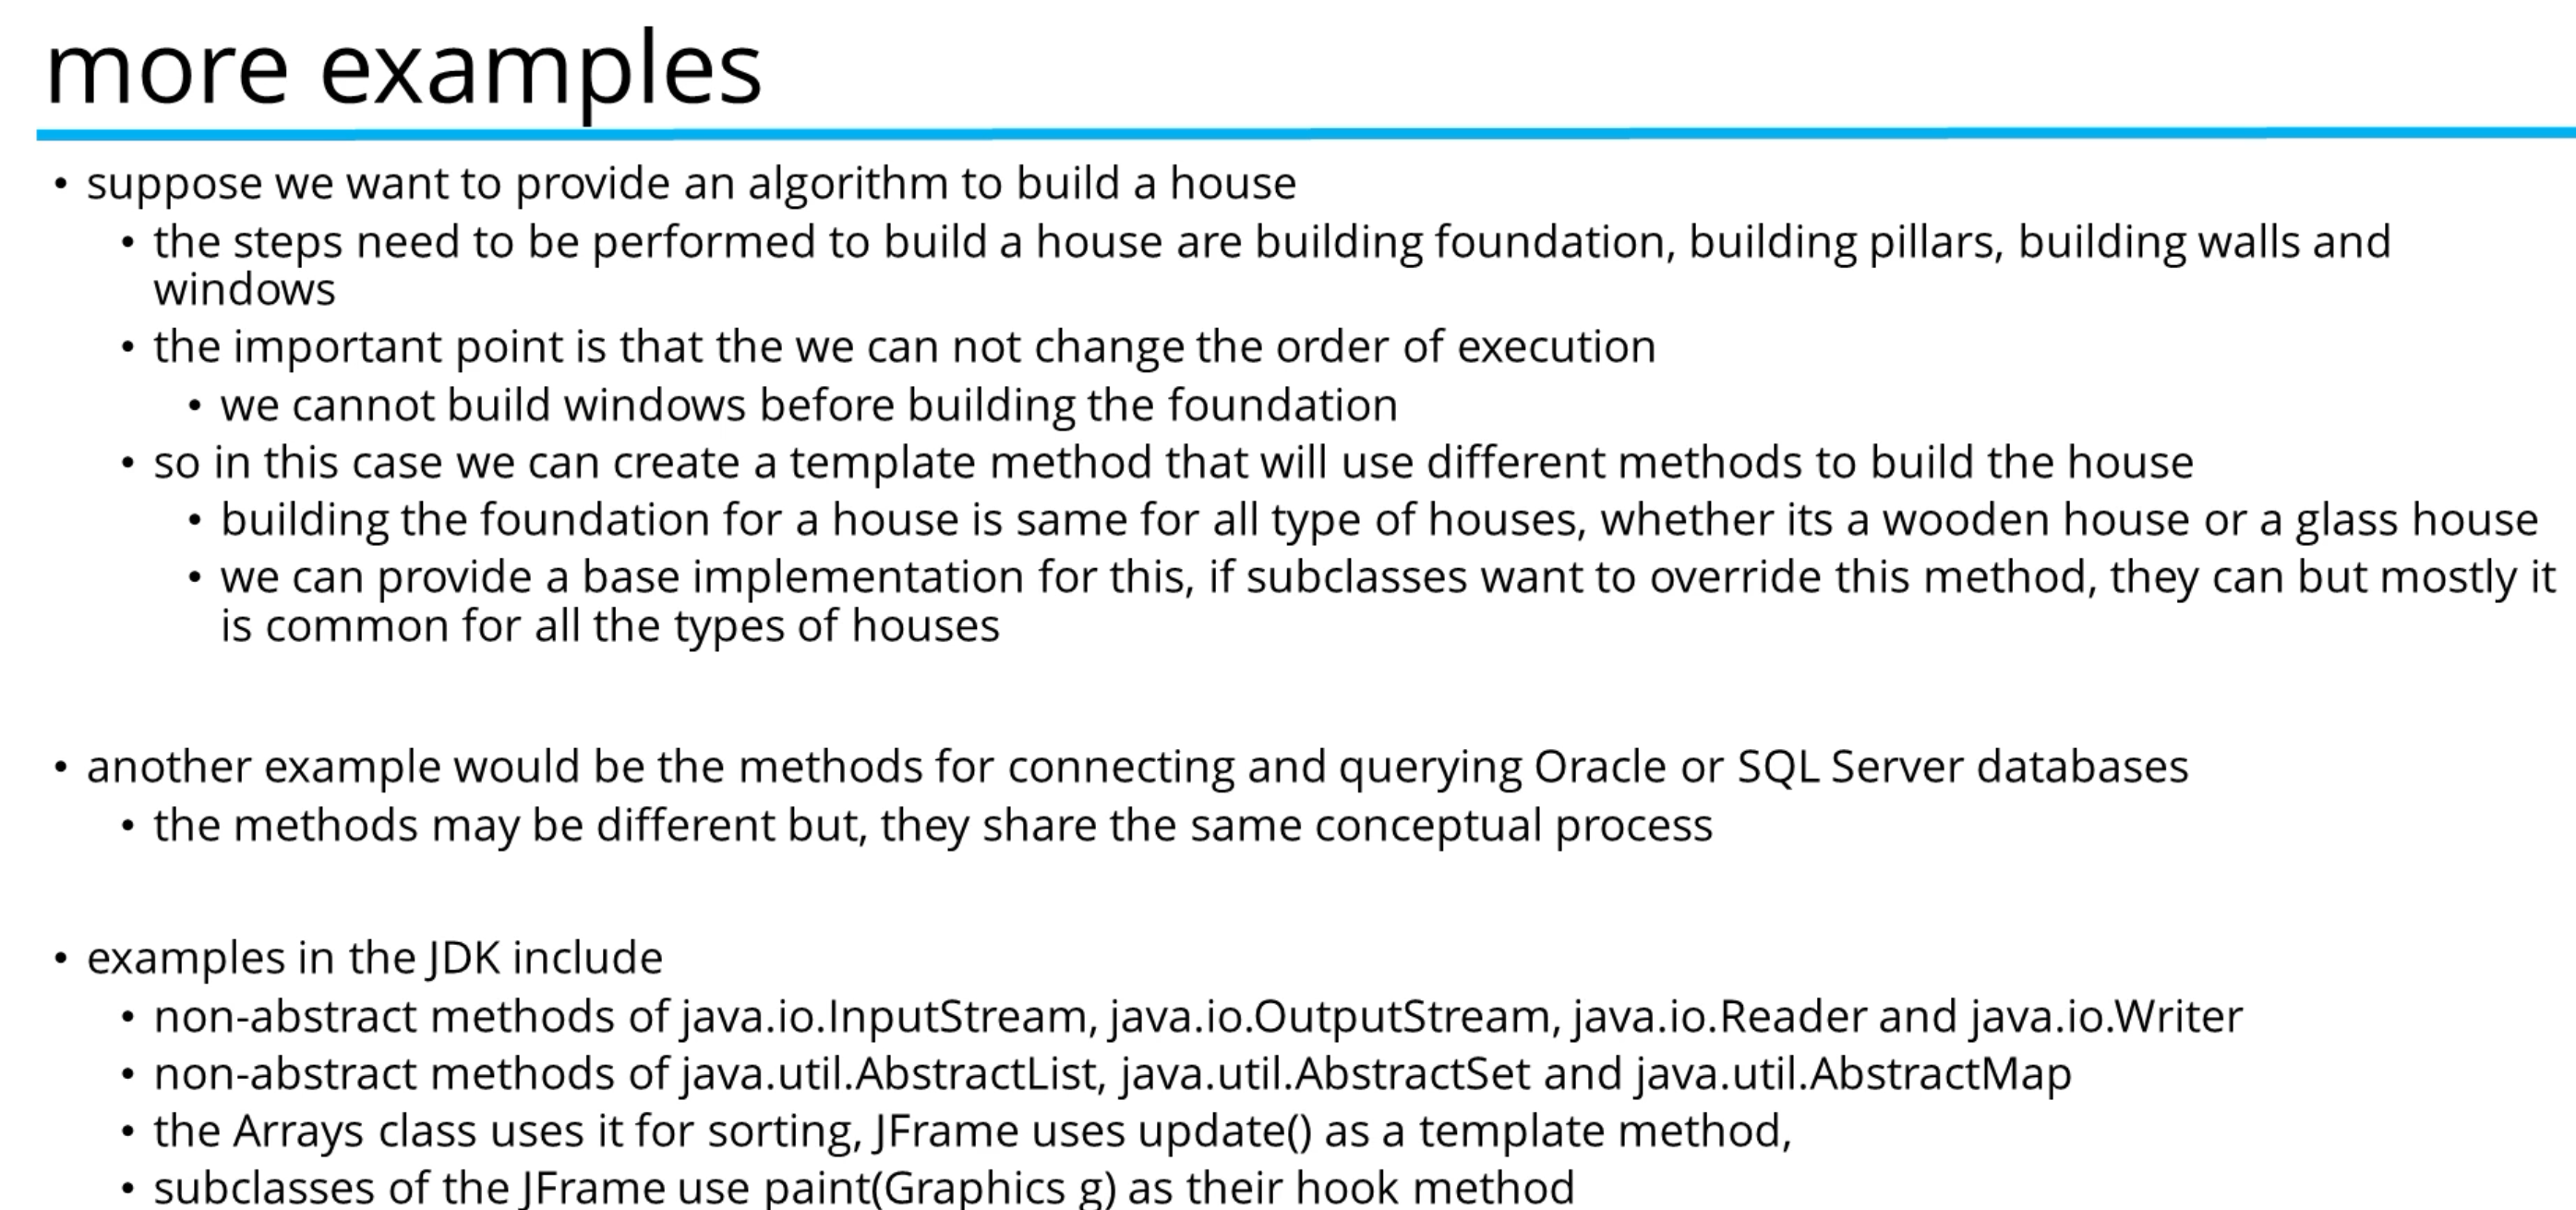 more examples
• suppose we want to provide an algorithm to build a house
• the steps need to be performed to build a house are building foundation, building pillars, building walls and
windows
• the important point is that the we can not change the order of execution
• we cannot build windows before building the foundation
• so in this case we can create a template method that will use different methods to build the house
• building the foundation for a house is same for all type of houses, whether its a wooden house or a glass house
• we can provide a base implementation for this, if subclasses want to override this method, they can but mostly it
is common for all the types of houses
• another example would be the methods for connecting and querying Oracle or SQL Server databases
• the methods may be different but, they share the same conceptual process
• examples in the JDK include
• non-abstract methods of java.io.InputStream, java.io.OutputStream, java.io.Reader and java.io.Writer
• non-abstract methods of java.util.AbstractList, java.util.AbstractSet and java.util.AbstractMap
• the Arrays class uses it for sorting, JFrame uses update() as a template method,
• subclasses of the JFrame use paint(Graphics g) as their hook method